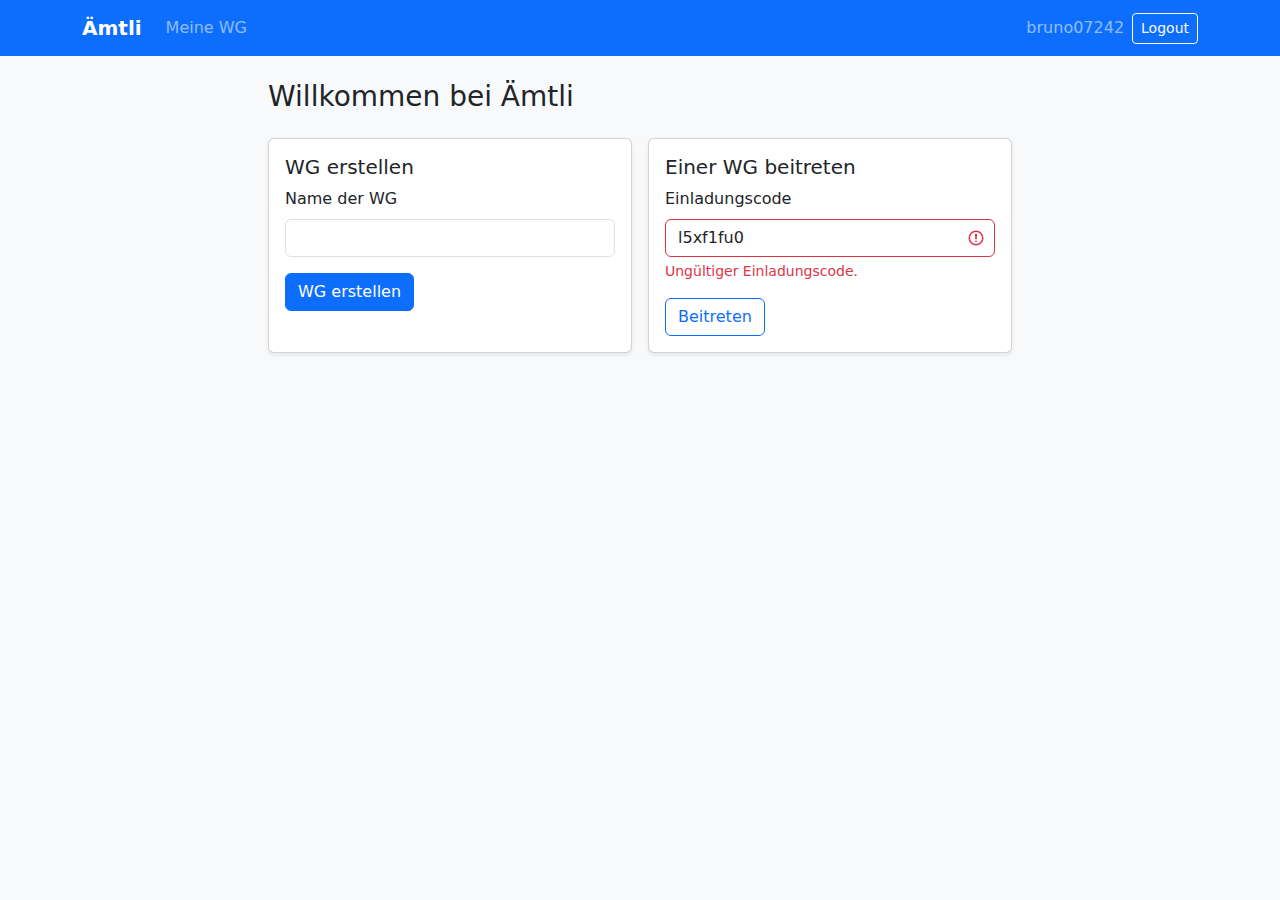 Ämtli
Meine WG
bruno07242
Logout
Willkommen bei Ämtli
WG erstellen
Name der WG
WG erstellen
Einer WG beitreten
Einladungscode
l5xf1fu0
Ungültiger Einladungscode.
Beitreten